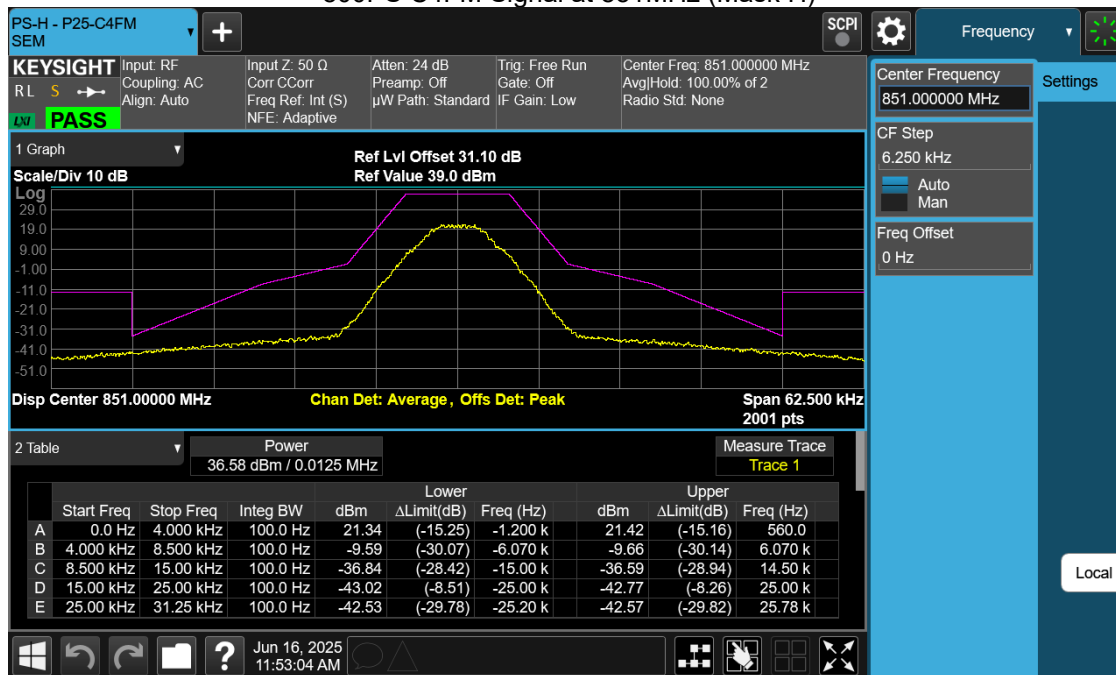 PS-H - P25-C4FM
SEM
SCPI
Frequency
KEYSIGHT
RL S
LXI PASS
Input: RF
Coupling: AC
Align: Auto
Input Z: 50 Ω
Corr CCorr
Freq Ref: Int (S)
NFE: Adaptive
Atten: 24 dB
Preamp: Off
µW Path: Standard
Trig: Free Run
Gate: Off
IF Gain: Low
Center Freq: 851.000000 MHz
Avg|Hold: 100.00% of 2
Radio Std: None
Center Frequency
851.000000 MHz
Settings
CF Step
6.250 kHz
Auto
Man
Freq Offset
0 Hz
1 Graph
Scale/Div 10 dB
Ref Lvl Offset 31.10 dB
Ref Value 39.0 dBm
Log
29.0
19.0
9.00
-1.00
-11.0
-21.0
-31.0
-41.0
-51.0
Disp Center 851.00000 MHz
Chan Det: Average, Offs Det: Peak
Span 62.500 kHz
2001 pts
2 Table
Power
36.58 dBm / 0.0125 MHz
Measure Trace
Trace 1
Lower Upper
Start Freq Stop Freq Integ BW dBm ΔLimit(dB) Freq (Hz) dBm ΔLimit(dB) Freq (Hz)
A 0.0 Hz 4.000 kHz 100.0 Hz 21.34 (-15.25) -1.200 k 21.42 (-15.16) 560.0
B 4.000 kHz 8.500 kHz 100.0 Hz -9.59 (-30.07) -6.070 k -9.66 (-30.14) 6.070 k
C 8.500 kHz 15.00 kHz 100.0 Hz -36.84 (-28.42) -15.00 k -36.59 (-28.94) 14.50 k
D 15.00 kHz 25.00 kHz 100.0 Hz -43.02 (-8.51) -25.00 k -42.77 (-8.26) 25.00 k
E 25.00 kHz 31.25 kHz 100.0 Hz -42.53 (-29.78) -25.20 k -42.57 (-29.82) 25.78 k
Local
?
Jun 16, 2025
11:53:04 AM